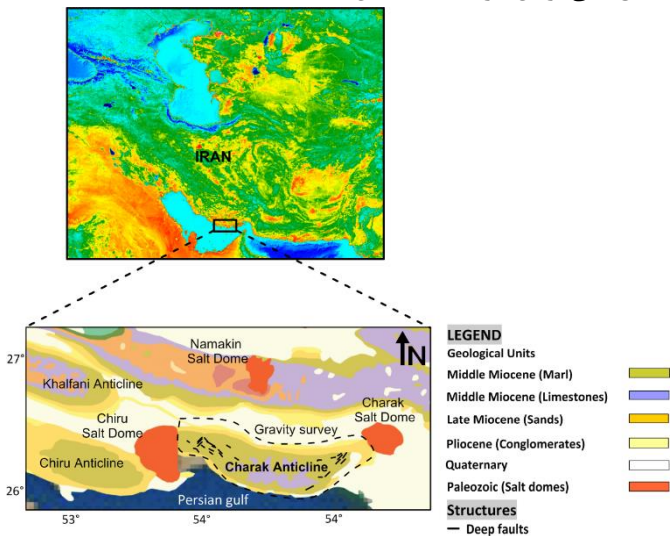 IRAN
27°
Namakin
Salt Dome
N
Khalfani Anticline
Charak
Salt Dome
Chiru
Salt Dome
Gravity survey
Chiru Anticline
Charak Anticline
26°
Persian gulf
53°
54°
54°
LEGEND
Geological Units
Middle Miocene (Marl)
Middle Miocene (Limestones)
Late Miocene (Sands)
Pliocene (Conglomerates)
Quaternary
Paleozoic (Salt domes)
Structures
Deep faults